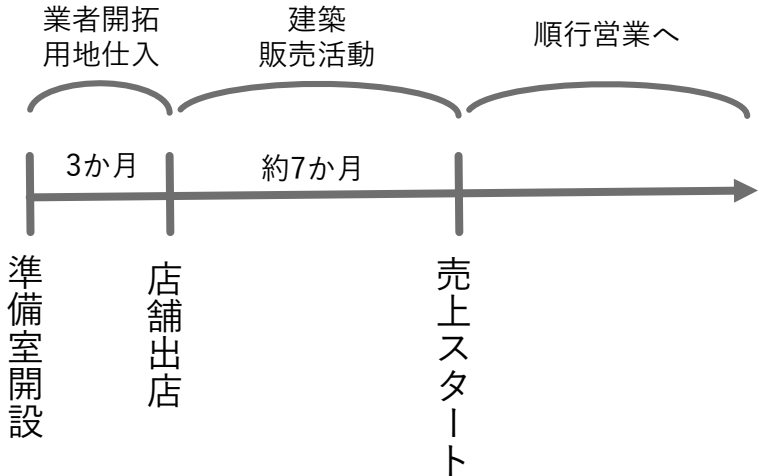 業者開拓
用地仕入
建築
販売活動
順行営業へ
3か月
約7か月
準備室開設
店舗出店
売上スタート